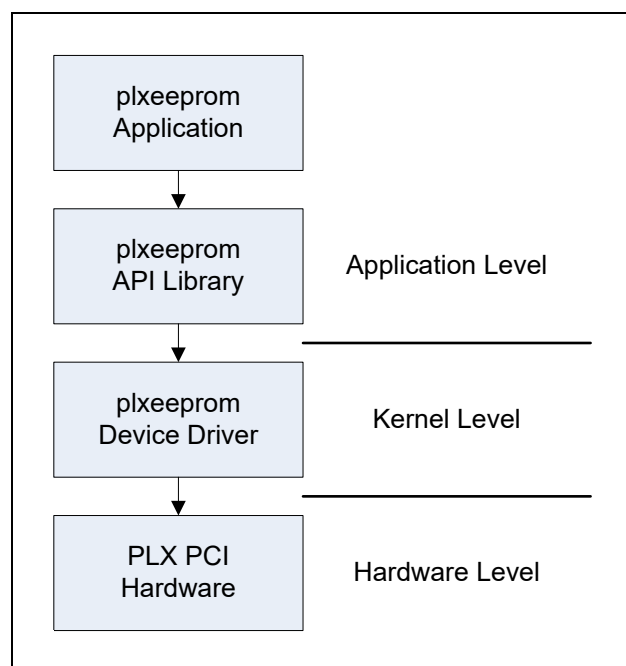 plxeeprom
Application
plxeeprom
API Library
Application Level
plxeeprom
Device Driver
Kernel Level
PLX PCI
Hardware
Hardware Level